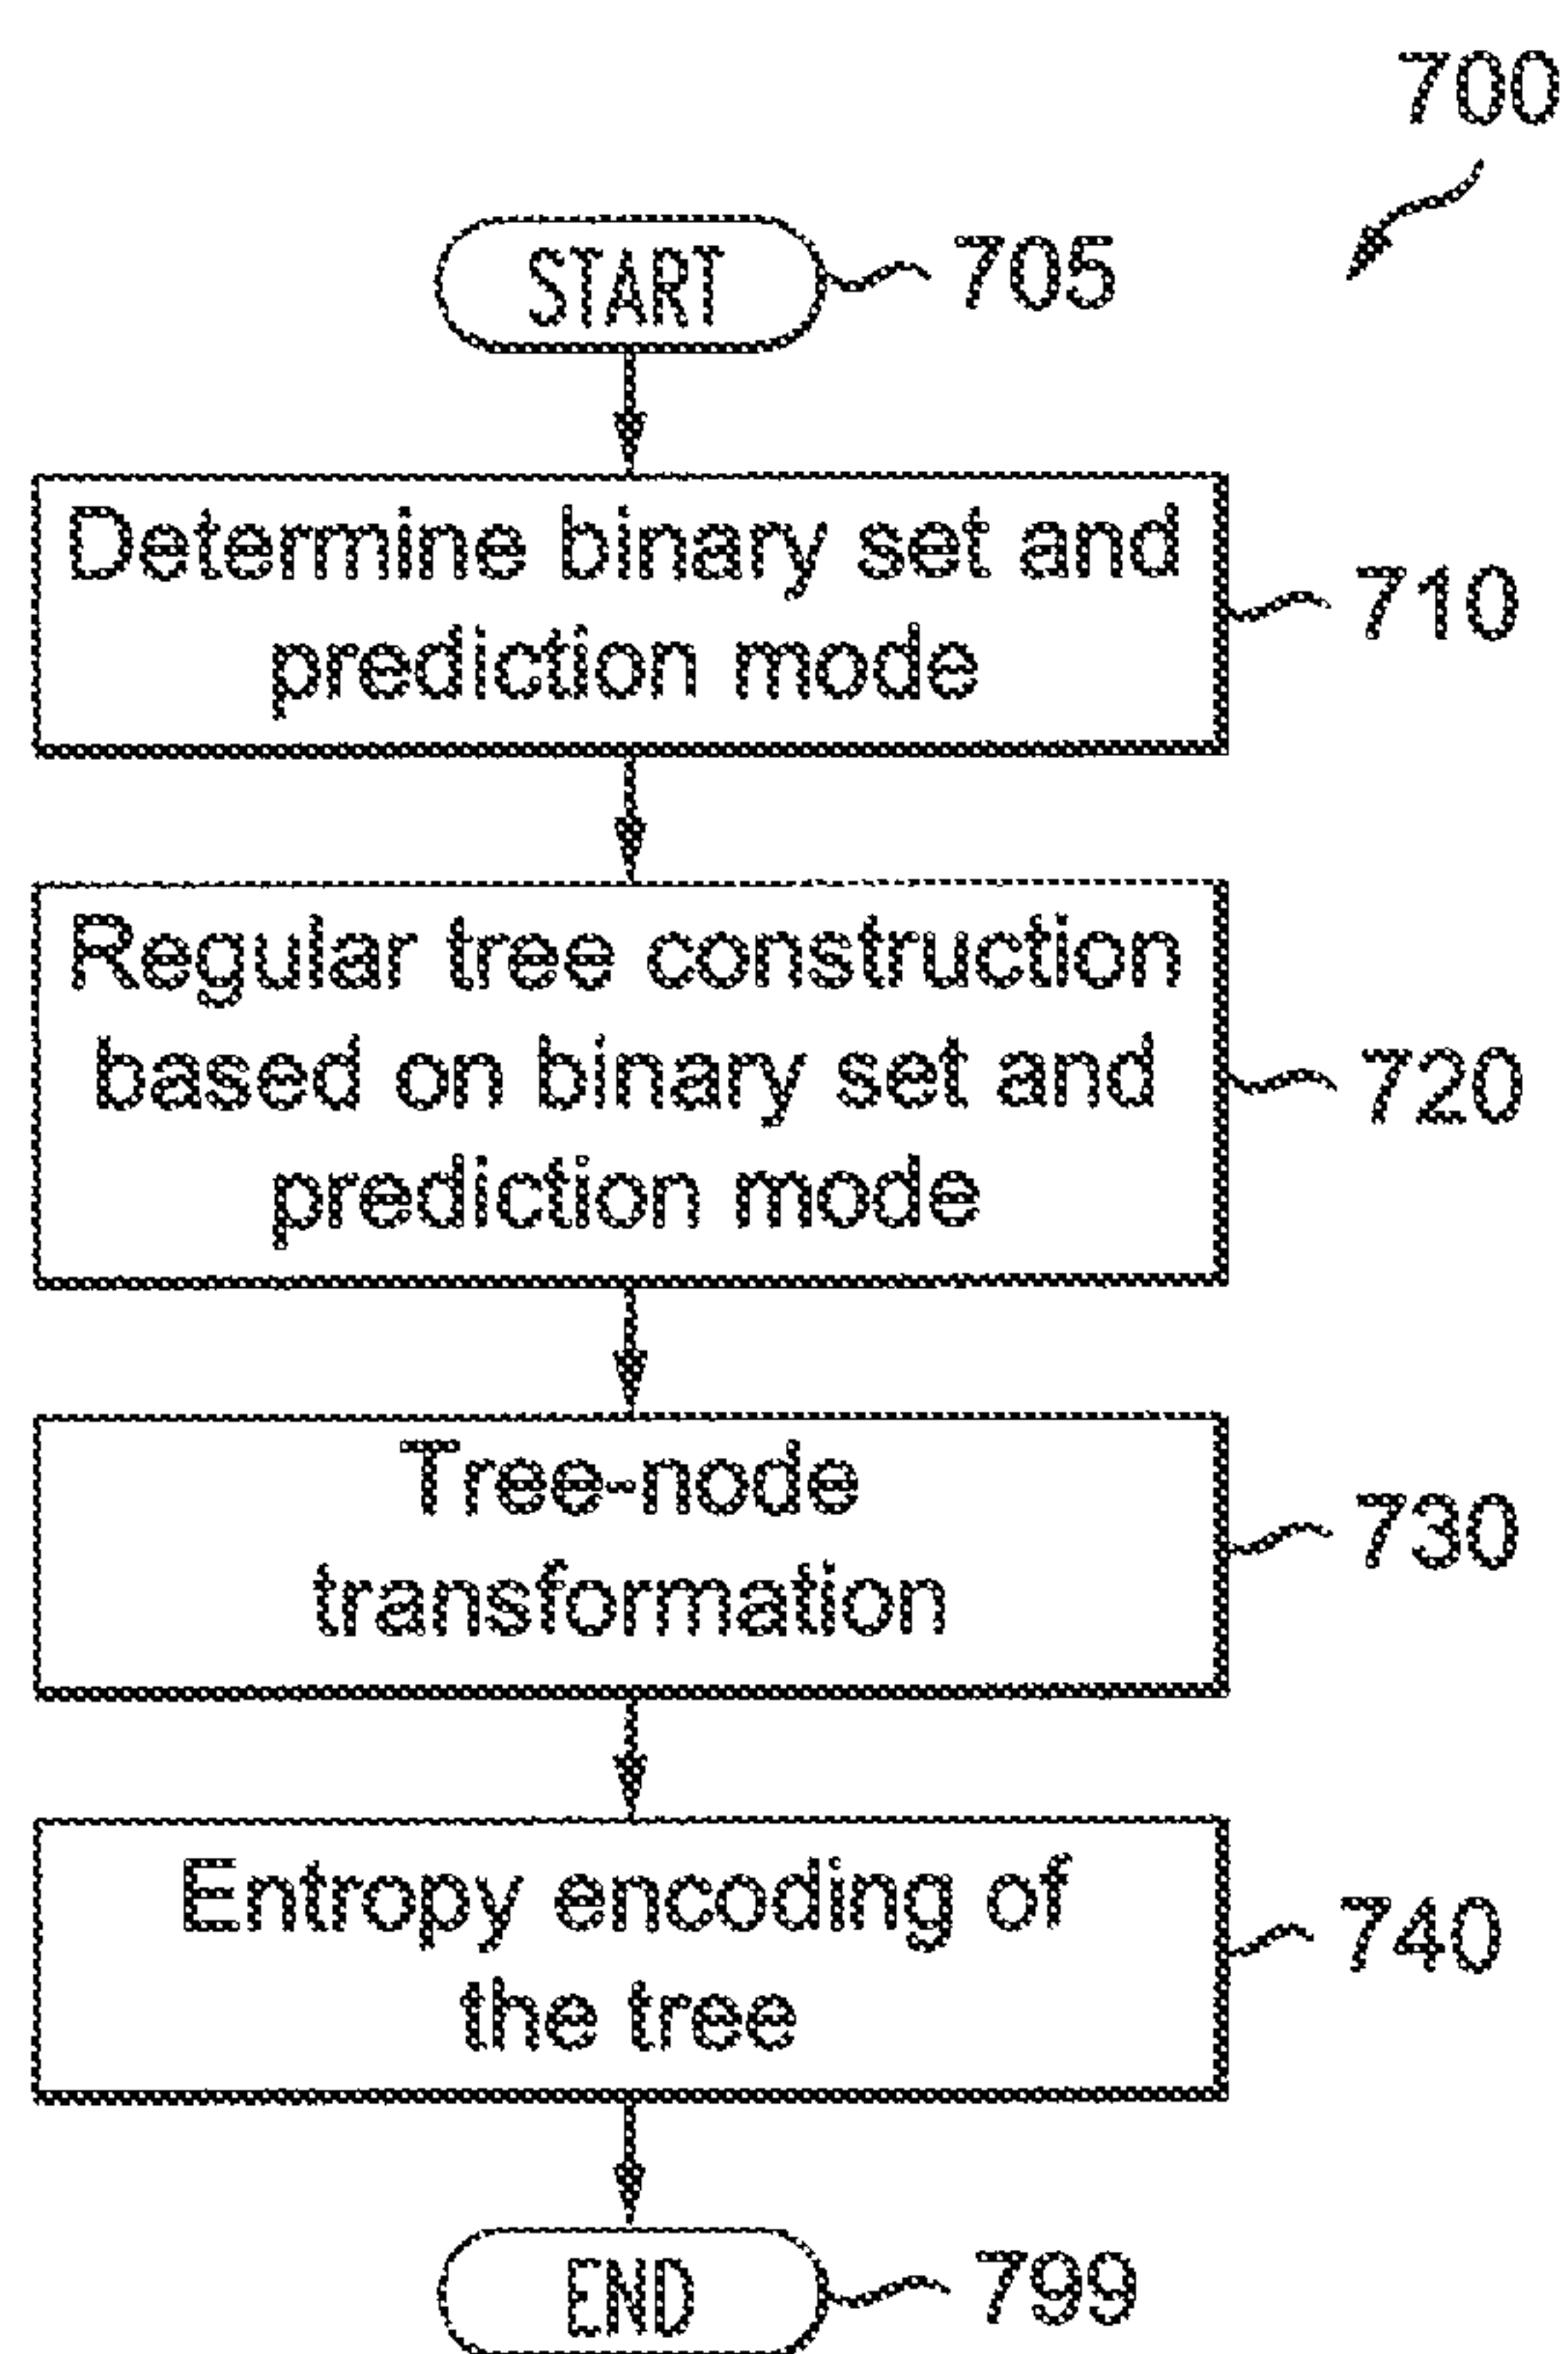 700
START
705
Determine binary set and
prediction mode
710
Regular tree construction
based on binary set and
prediction mode
720
Tree-node
transformation
730
Entropy encoding of
the tree
740
END
799